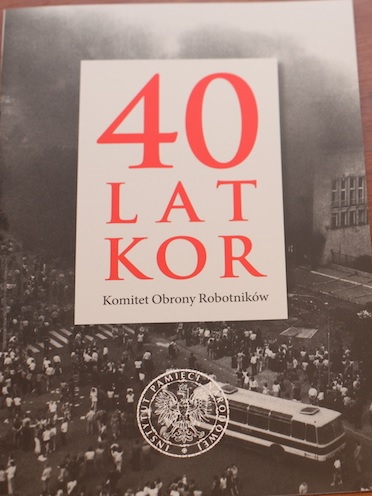 40
LAT
KOR
Komitet Obrony Robotników
INSTYTUT PAMIĘCI NARODOWEJ